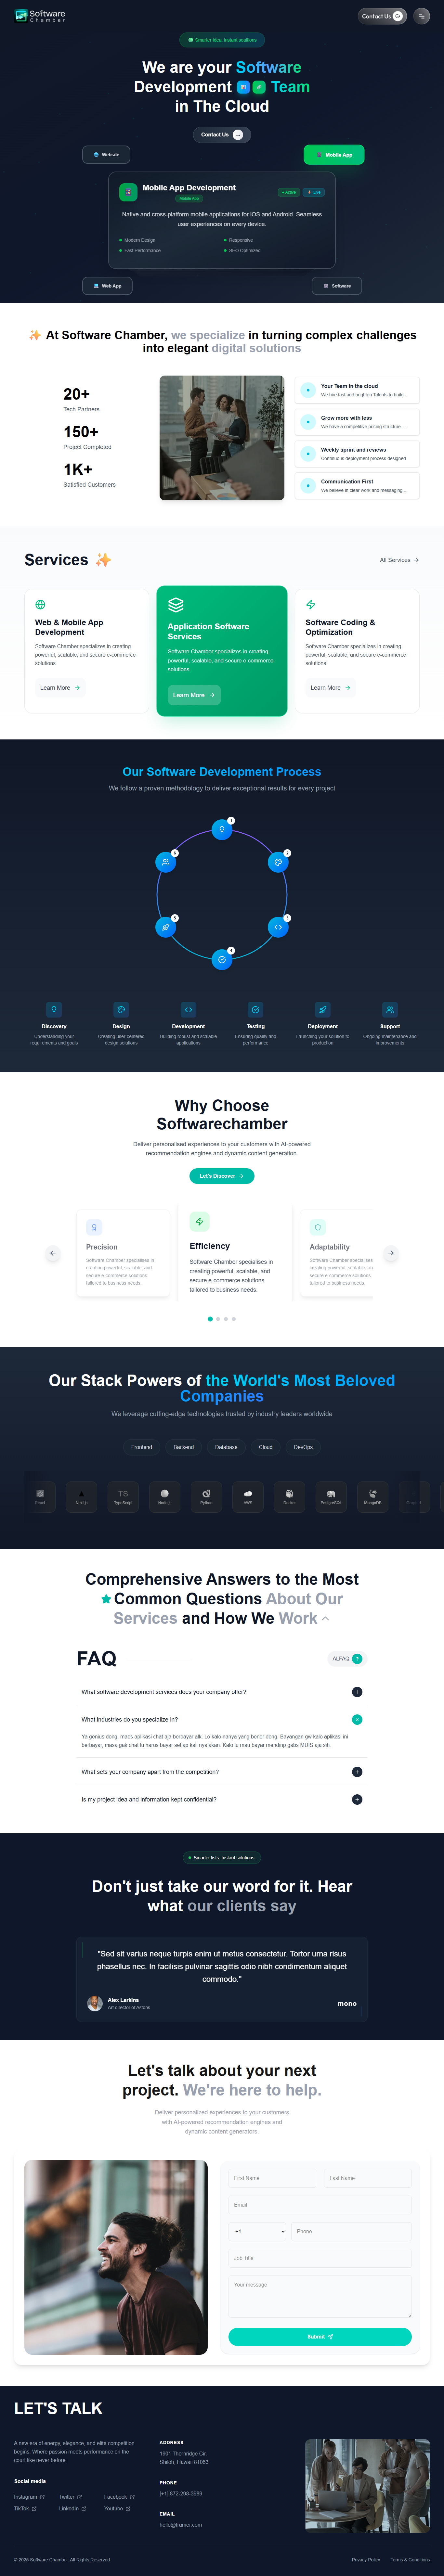 Software
Chamber
Contact Us
Smarter idea, instant solutions
We are your Software
Development Team
in The Cloud
Contact Us
Website
Mobile App
Mobile App Development
Mobile App
Active
Live
Native and cross-platform mobile applications for iOS and Android. Seamless
user experiences on every device.
Modern Design
Responsive
Fast Performance
SEO Optimized
Web App
Software
At Software Chamber, we specialize in turning complex challenges
into elegant digital solutions
20+
Tech Partners
150+
Project Completed
1K+
Satisfied Customers
Your Team in the cloud
We hire fast and brighten Talents to build...
Grow more with less
We have a competitive pricing structure. ...
Weekly sprint and reviews
Continuous deployment process designed
Communication First
We believe in clear work and messaging...
Services
All Services
Web & Mobile App
Development
Software Chamber specializes in creating
powerful, scalable, and secure e-commerce
solutions.
Learn More
Application Software
Services
Software Chamber specializes in creating
powerful, scalable, and secure e-commerce
solutions.
Learn More
Software Coding &
Optimization
Software Chamber specializes in creating
powerful, scalable, and secure e-commerce
solutions.
Learn More
Our Software Development Process
We follow a proven methodology to deliver exceptional results for every project
1
2
3
4
5
6
Discovery
Understanding your
requirements and goals
Design
Creating user-centered
design solutions
Development
Building robust and scalable
applications
Testing
Ensuring quality and
performance
Deployment
Launching your solution to
production
Support
Ongoing maintenance and
improvements
Why Choose
Softwarechamber
Deliver personalised experiences to your customers with AI-powered
recommendation engines and dynamic content generation.
Let's Discover
Precision
Software Chamber specialises in
creating powerful, scalable, and
secure e-commerce solutions
tailored to business needs.
Efficiency
Software Chamber specialises in
creating powerful, scalable, and
secure e-commerce solutions
tailored to business needs.
Adaptability
Software Chamber specialises in
creating powerful, scalable, an
secure e-commerce solutions
tailored to business needs.
Our Stack Powers of the World's Most Beloved
Companies
We leverage cutting-edge technologies trusted by industry leaders worldwide
Frontend
Backend
Database
Cloud
DevOps
React
Next.js
TS
TypeScript
Node.js
Python
AWS
Docker
PostgreSQL
MongoDB
Comprehensive Answers to the Most
Common Questions About Our
Services and How We Work
FAQ
ALFAQ
What software development services does your company offer?
What industries do you specialize in?
Ya genus dong, maos aplikasi chat aja berbayar alk. Lo kalo nanya yang bener dong. Bayangan gw kalo aplikasi ini
berbayar, masa gak chat lu harus bayar setiap kali nyalakan. Kalo lu mau bayar mending gabs MUIS aja sih.
What sets your company apart from the competition?
Is my project idea and information kept confidential?
Smarter lists. Instant solutions.
Don't just take our word for it. Hear
what our clients say
"Sed sit varius neque turpis enim ut metus consectetur. Tortor urna risus
phasellus nec. In facilisis pulvinar sagittis odio nibh condimentum aliquet
commodo."
Alex Larkins
Art director of Astons
mono
Let's talk about your next
project. We're here to help.
Deliver personalized experiences to your customers
with AI-powered recommendation engines and
dynamic content generators.
First Name
Last Name
Email
+1
Phone
Job Title
Your message
Submit
LET'S TALK
A new era of energy, elegance, and elite competition
begins. Where passion meets performance on the
court like never before.
Social media
Instagram
Twitter
Facebook
TikTok
LinkedIn
Youtube
ADDRESS
1901 Thornridge Cir.
Shiloh, Hawaii 81063
PHONE
[+1] 872-298-3989
EMAIL
hello@framer.com
© 2025 Software Chamber. All Rights Reserved
Privacy Policy
Terms & Conditions